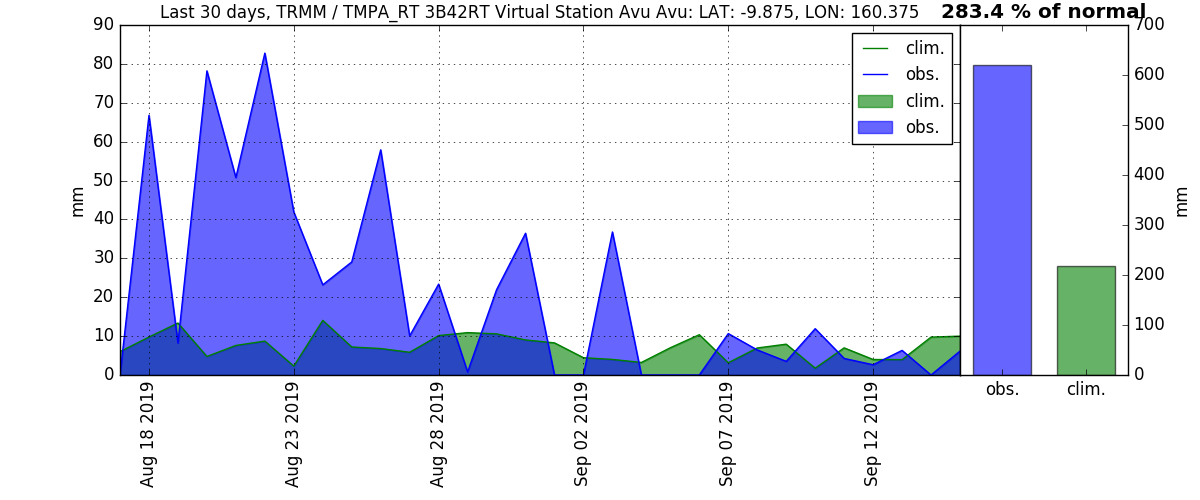 Last 30 days, TRMM / TMPA_RT 3B42RT Virtual Station Avu Avu: LAT: -9.875, LON: 160.375
283.4 % of normal
90
80
70
60
50
40
30
20
10
0
mm
clim.
obs.
clim.
obs.
Aug 18 2019
Aug 23 2019
Aug 28 2019
Sep 02 2019
Sep 07 2019
Sep 12 2019
700
600
500
400
300
200
100
0
mm
obs.
clim.